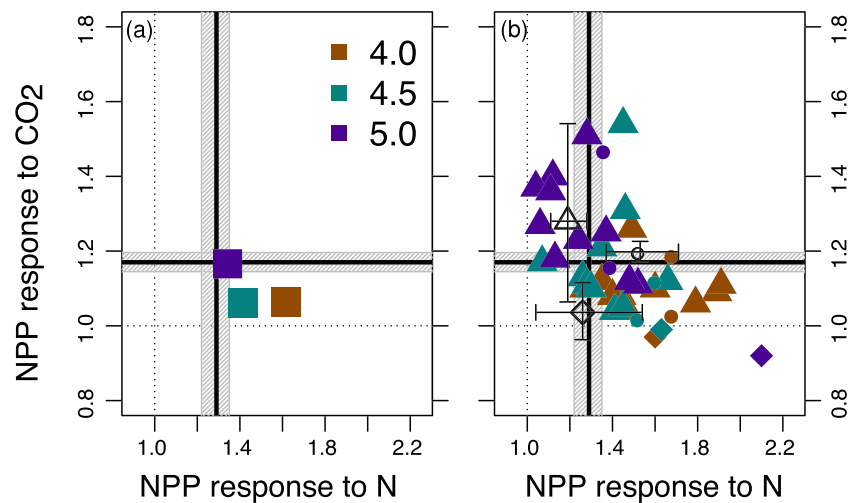 (a)
4.0
4.5
5.0
NPP response to CO2
0.8 1.0 1.2 1.4 1.6 1.8
1.0 1.4 1.8 2.2
NPP response to N
(b)
0.8 1.0 1.2 1.4 1.6 1.8
1.0 1.4 1.8 2.2
NPP response to N